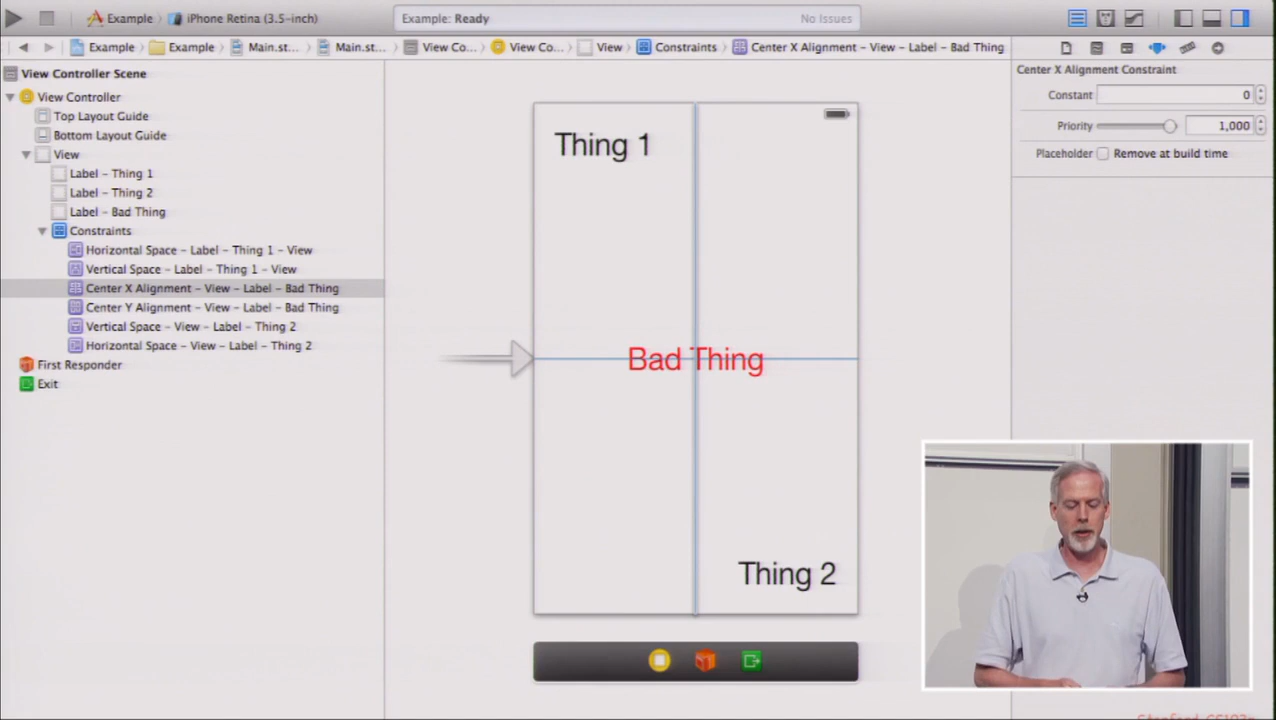 Example iPhone Retina (3.5-inch) Example: Ready No Issues
Example Example Main.st... Main.st... View Co... View Co... View Constraints Center X Alignment - View - Label - Bad Thing
View Controller Scene
View Controller
Top Layout Guide
Bottom Layout Guide
View
Label - Thing 1
Label - Thing 2
Label - Bad Thing
Constraints
Horizontal Space - Label - Thing 1 - View
Vertical Space - Label - Thing 1 - View
Center X Alignment - View - Label - Bad Thing
Center Y Alignment - View - Label - Bad Thing
Vertical Space - View - Label - Thing 2
Horizontal Space - View - Label - Thing 2
First Responder
Exit
Thing 1
Bad Thing
Thing 2
Center X Alignment Constraint
Constant 0
Priority 1,000
Placeholder Remove at build time